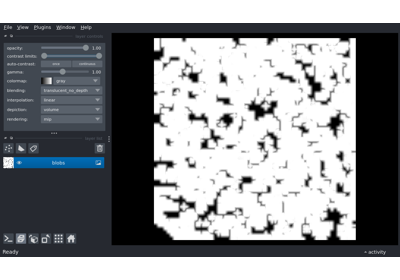 File View Plugins Window Help
opacity: 1.00
contrast limits:
auto-contrast: once continuous
gamma: 1.00
colormap: gray
blending: translucent_no_depth
interpolation: linear
depiction: volume
rendering: mip
blobs
Ready
activity